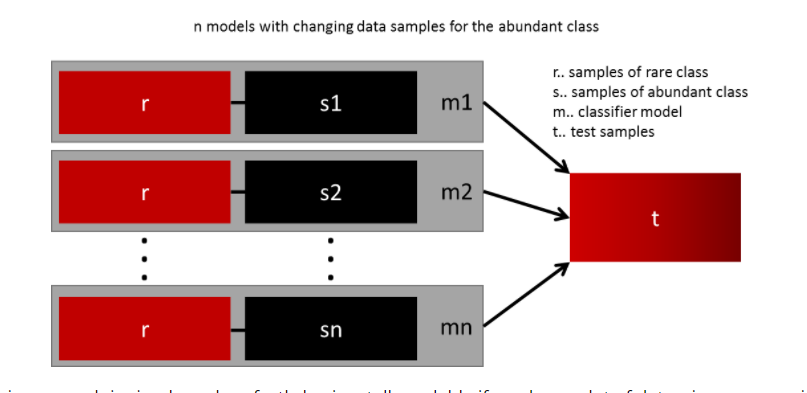 n models with changing data samples for the abundant class
r.. samples of rare class
s.. samples of abundant class
m.. classifier model
t.. test samples
r s1 m1
r s2 m2
t
r sn mn